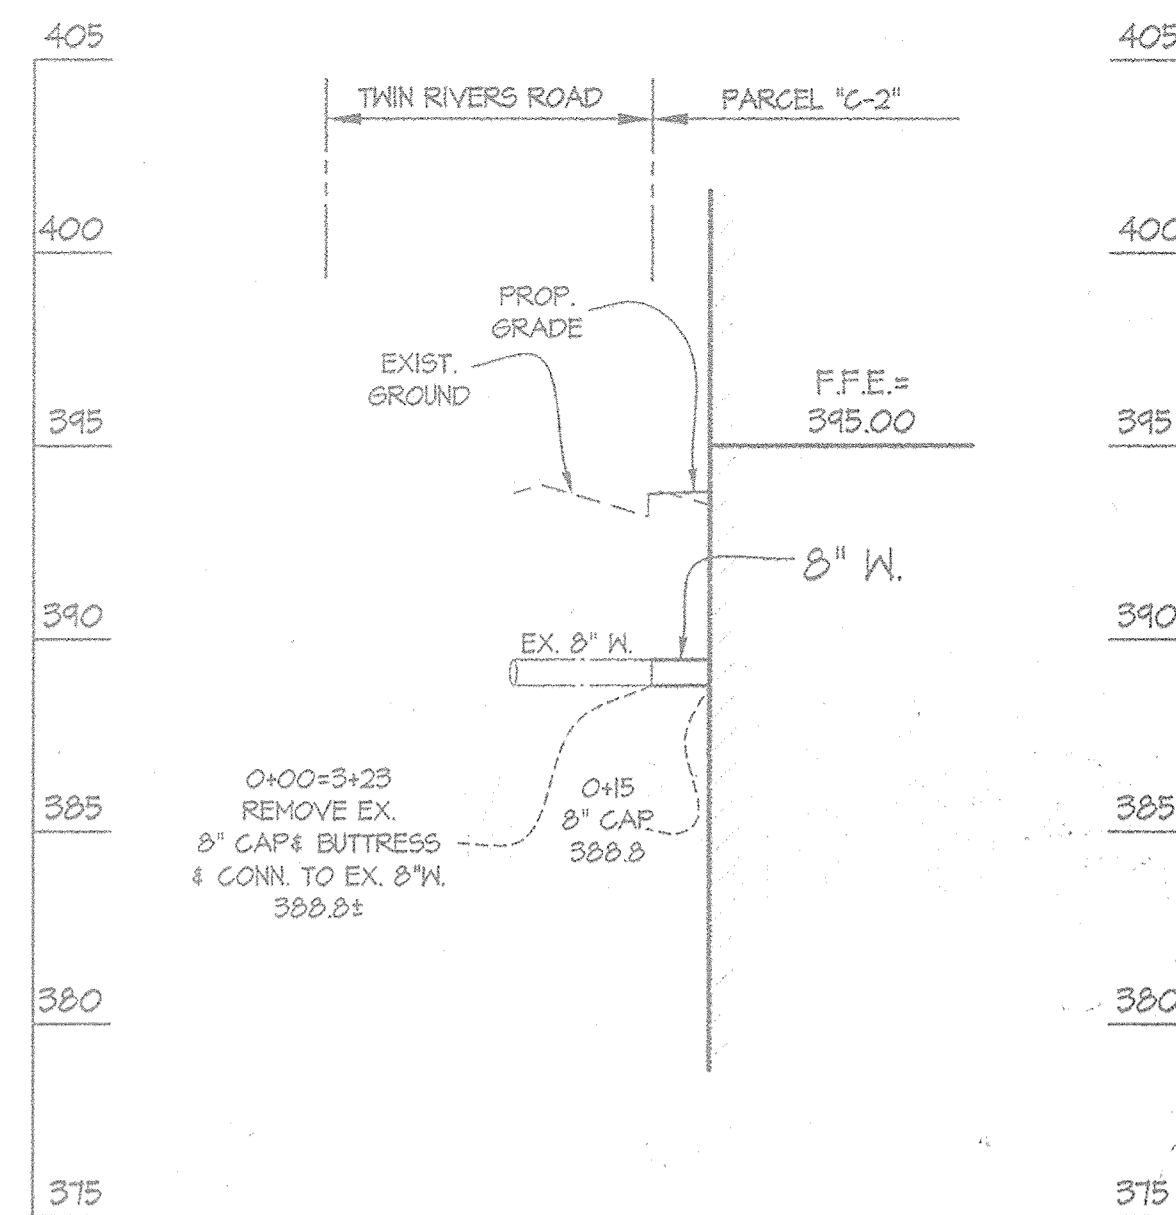 405
405
TWIN RIVERS ROAD
PARCEL "C-2"
400
400
PROP.
GRADE
EXIST.
GROUND
F.F.E.=
395.00
395
395
8" W.
390
390
EX. 8" W.
0+00=3+23
REMOVE EX.
8" CAP & BUTTRESS
& CONN. TO EX. 8"W.
388.8±
0+15
8" CAP
388.8
385
385
380
380
375
375